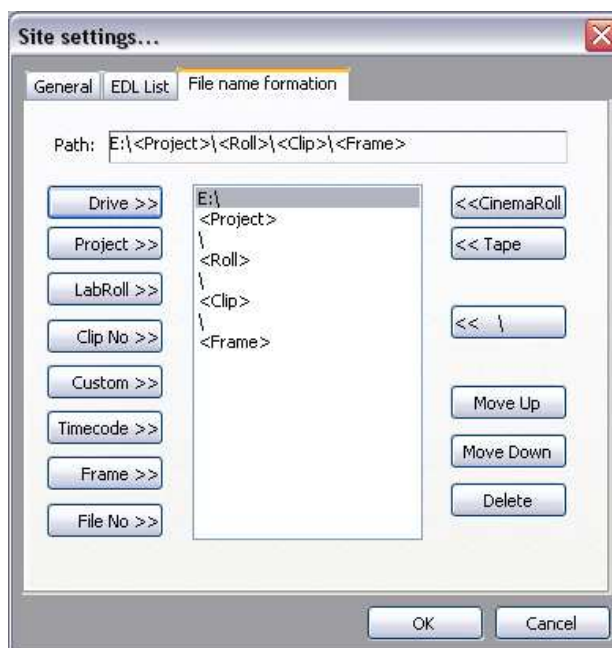 Site settings...
General EDL List File name formation
Path: E:\<Project>\<Roll>\<Clip>\<Frame>
Drive >>
Project >>
LabRoll >>
Clip No >>
Custom >>
Timecode >>
Frame >>
File No >>
E:\
<Project>
\
<Roll>
\
<Clip>
\
<Frame>
<<CinemaRoll
<< Tape
<< \
Move Up
Move Down
Delete
OK Cancel